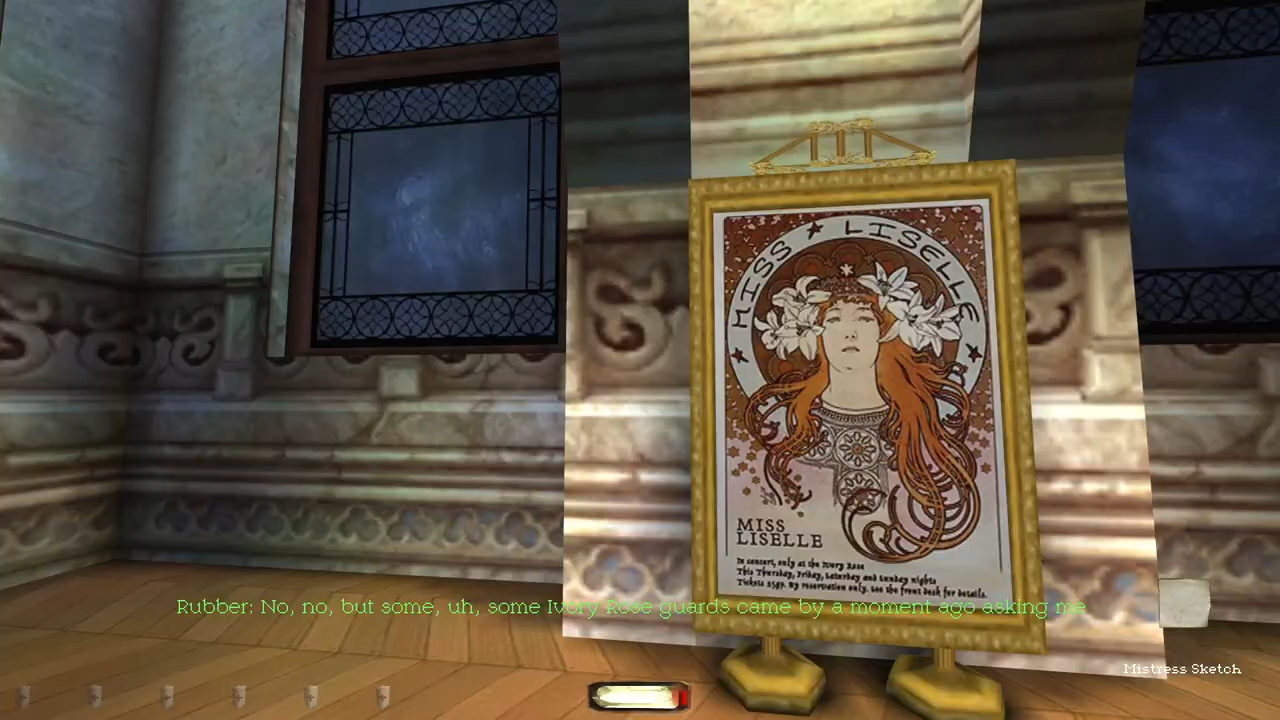 MISS ★ LISELLE
MISS
LISELLE
In concert, only at the Ivory Rose
This Thursday, Friday, Saturday and Sunday nights
Tickets $50?. By reservation only. See the front desk for details.
Rubber: No, no, but some, uh, some Ivory Rose guards came by a moment ago asking me
Mistress Sketch